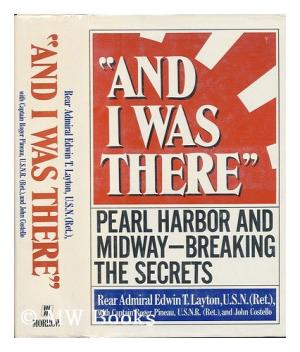 "AND I WAS THERE"
Rear Admiral Edwin T. Layton, U.S.N. (Ret.),
with Captain Roger Pineau, U.S.N.R. (Ret.), and John Costello
MORROW
"AND
I WAS
THERE"
PEARL HARBOR AND
MIDWAY—BREAKING
THE SECRETS
Rear Admiral Edwin T. Layton, U.S.N. (Ret.),
with Captain Roger Pineau, U.S.N.R. (Ret.), and John Costello
© MW Books